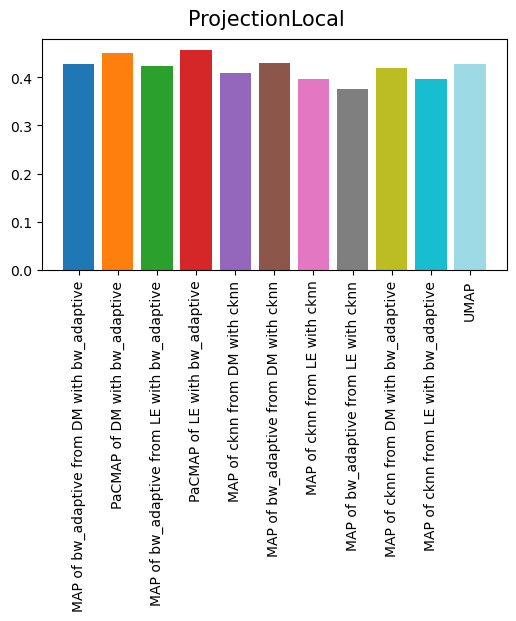 ProjectionLocal
0.4
0.3
0.2
0.1
0.0
MAP of bw_adaptive from DM with bw_adaptive
PaCMAP of DM with bw_adaptive
MAP of bw_adaptive from LE with bw_adaptive
PaCMAP of LE with bw_adaptive
MAP of cknn from DM with cknn
MAP of bw_adaptive from DM with cknn
MAP of cknn from LE with cknn
MAP of bw_adaptive from LE with cknn
MAP of cknn from DM with bw_adaptive
MAP of cknn from LE with bw_adaptive
UMAP